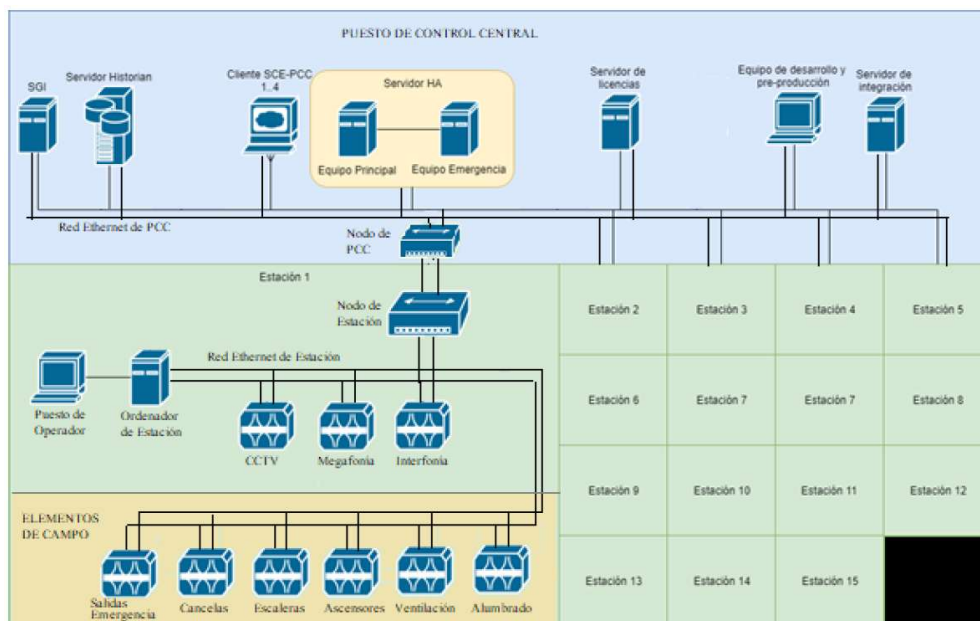 PUESTO DE CONTROL CENTRAL
SGI
Servidor Historian
Cliente SCE-PCC
1..4
Servidor HA
Equipo Principal
Equipo Emergencia
Servidor de
licencias
Equipo de desarrollo y
pre-producción
Servidor de
integración
Red Ethernet de PCC
Nodo de
PCC
Estación 1
Nodo de
Estación
Red Ethernet de Estación
Puesto de
Operador
Ordenador
de Estación
CCTV
Megafonía
Interfonía
ELEMENTOS
DE CAMPO
Salidas
Emergencia
Cancelas
Escaleras
Ascensores
Ventilación
Alumbrado
Estación 2
Estación 3
Estación 4
Estación 5
Estación 6
Estación 7
Estación 7
Estación 8
Estación 9
Estación 10
Estación 11
Estación 12
Estación 13
Estación 14
Estación 15